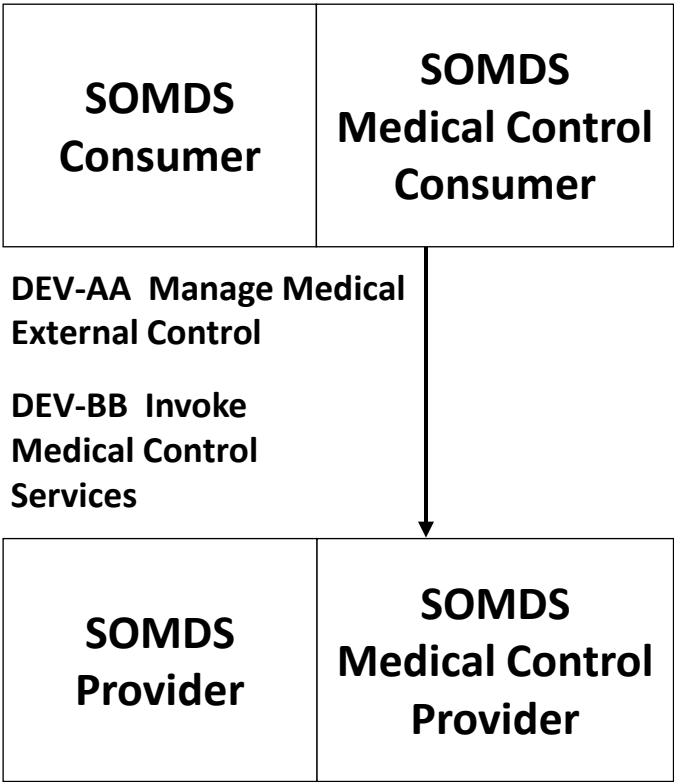 SOMDS
Consumer
SOMDS
Medical Control
Consumer
DEV-AA  Manage Medical
External Control
DEV-BB  Invoke
Medical Control
Services
SOMDS
Provider
SOMDS
Medical Control
Provider